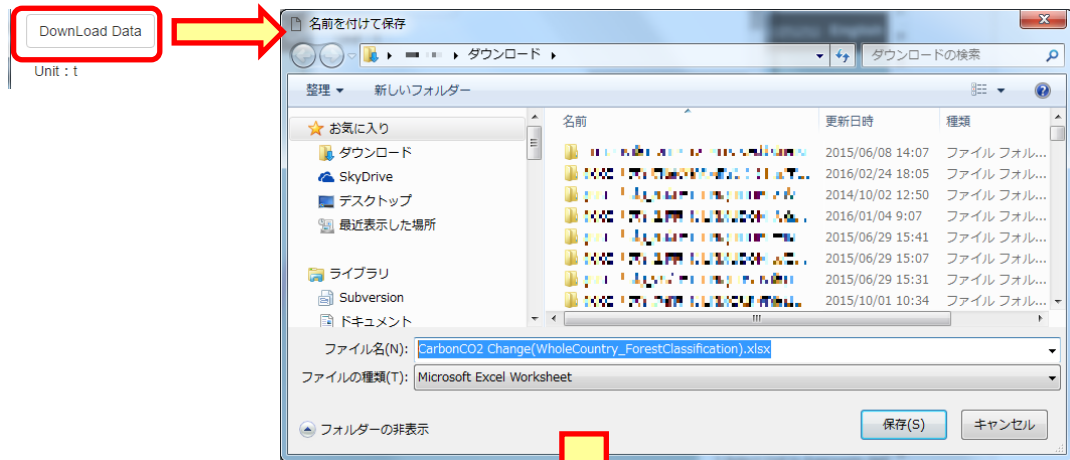 DownLoad Data
Unit : t
名前を付けて保存
ダウンロード
ダウンロードの検索
整理
新しいフォルダー
お気に入り
ダウンロード
SkyDrive
デスクトップ
最近表示した場所
ライブラリ
Subversion
ドキュメント
名前 更新日時 種類
2015/06/08 14:07 ファイル フォル...
2016/02/24 18:05 ファイル フォル...
2014/10/02 12:50 ファイル フォル...
2016/01/04 9:07 ファイル フォル...
2015/06/29 15:41 ファイル フォル...
2015/06/29 15:07 ファイル フォル...
2015/06/29 15:31 ファイル フォル...
2015/10/01 10:34 ファイル フォル...
ファイル名(N): CarbonCO2 Change(WholeCountry_ForestClassification).xlsx
ファイルの種類(T): Microsoft Excel Worksheet
フォルダーの非表示
保存(S)
キャンセル